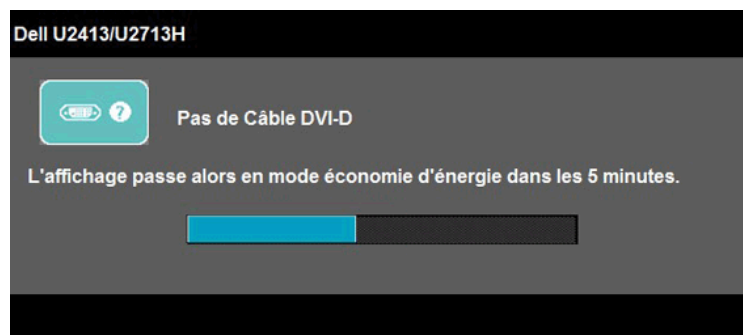 Dell U2413/U2713H
?
Pas de Câble DVI-D
L'affichage passe alors en mode économie d'énergie dans les 5 minutes.